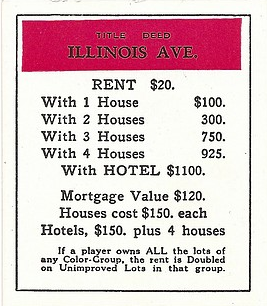 TITLE DEED
ILLINOIS AVE.
RENT $20.
With 1 House $100.
With 2 Houses 300.
With 3 Houses 750.
With 4 Houses 925.
With HOTEL $1100.
Mortgage Value $120.
Houses cost $150. each
Hotels, $150. plus 4 houses
If a player owns ALL the lots of
any Color-Group, the rent is Doubled
on Unimproved Lots in that group.